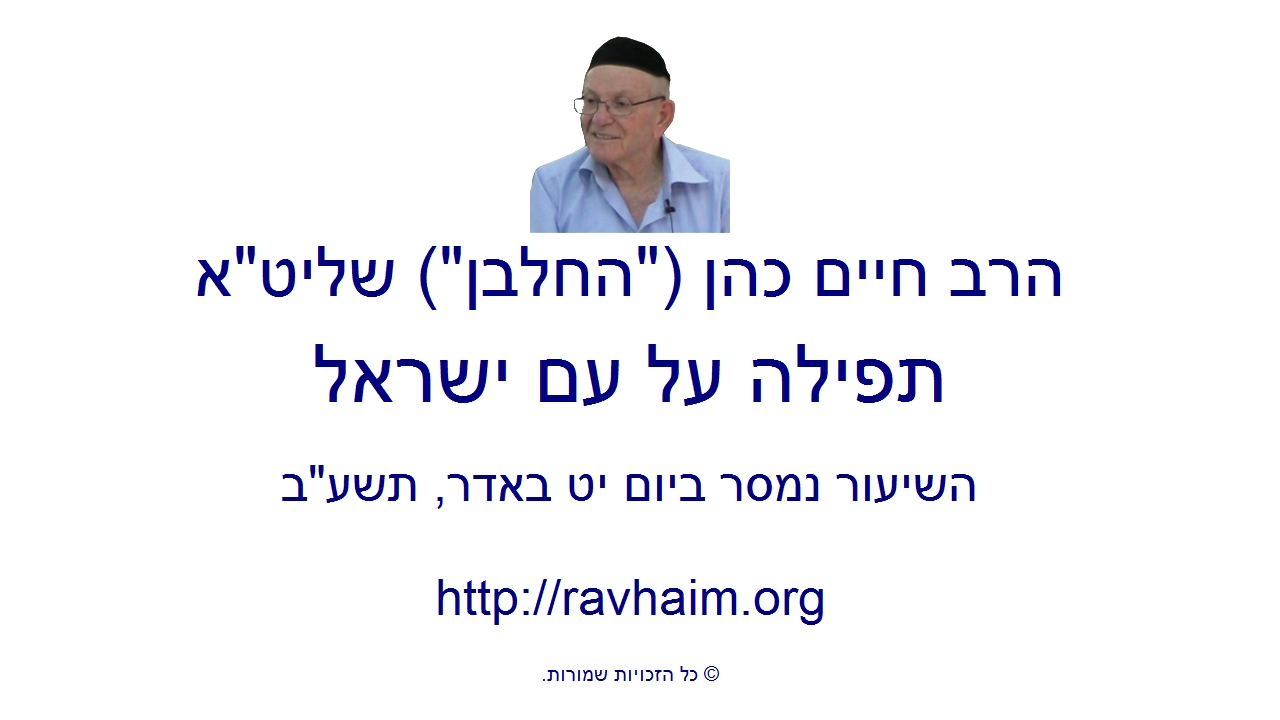 הרב חיים כהן ("החלבן") שליט"א
תפילה על עם ישראל
השיעור נמסר ביום יט באדר, תשע"ב
http://ravhaim.org
© כל הזכויות שמורות.